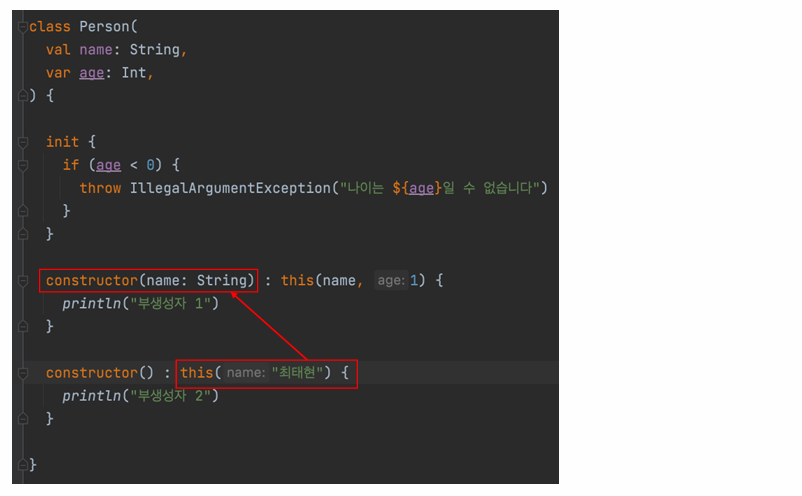 class Person(
val name: String,
var age: Int,
) {
init {
if (age < 0) {
throw IllegalArgumentException("나이는 ${age}일 수 없습니다")
}
}
constructor(name: String) : this(name, age: 1) {
println("부생성자 1")
}
constructor() : this( name: "최태현") {
println("부생성자 2")
}
}